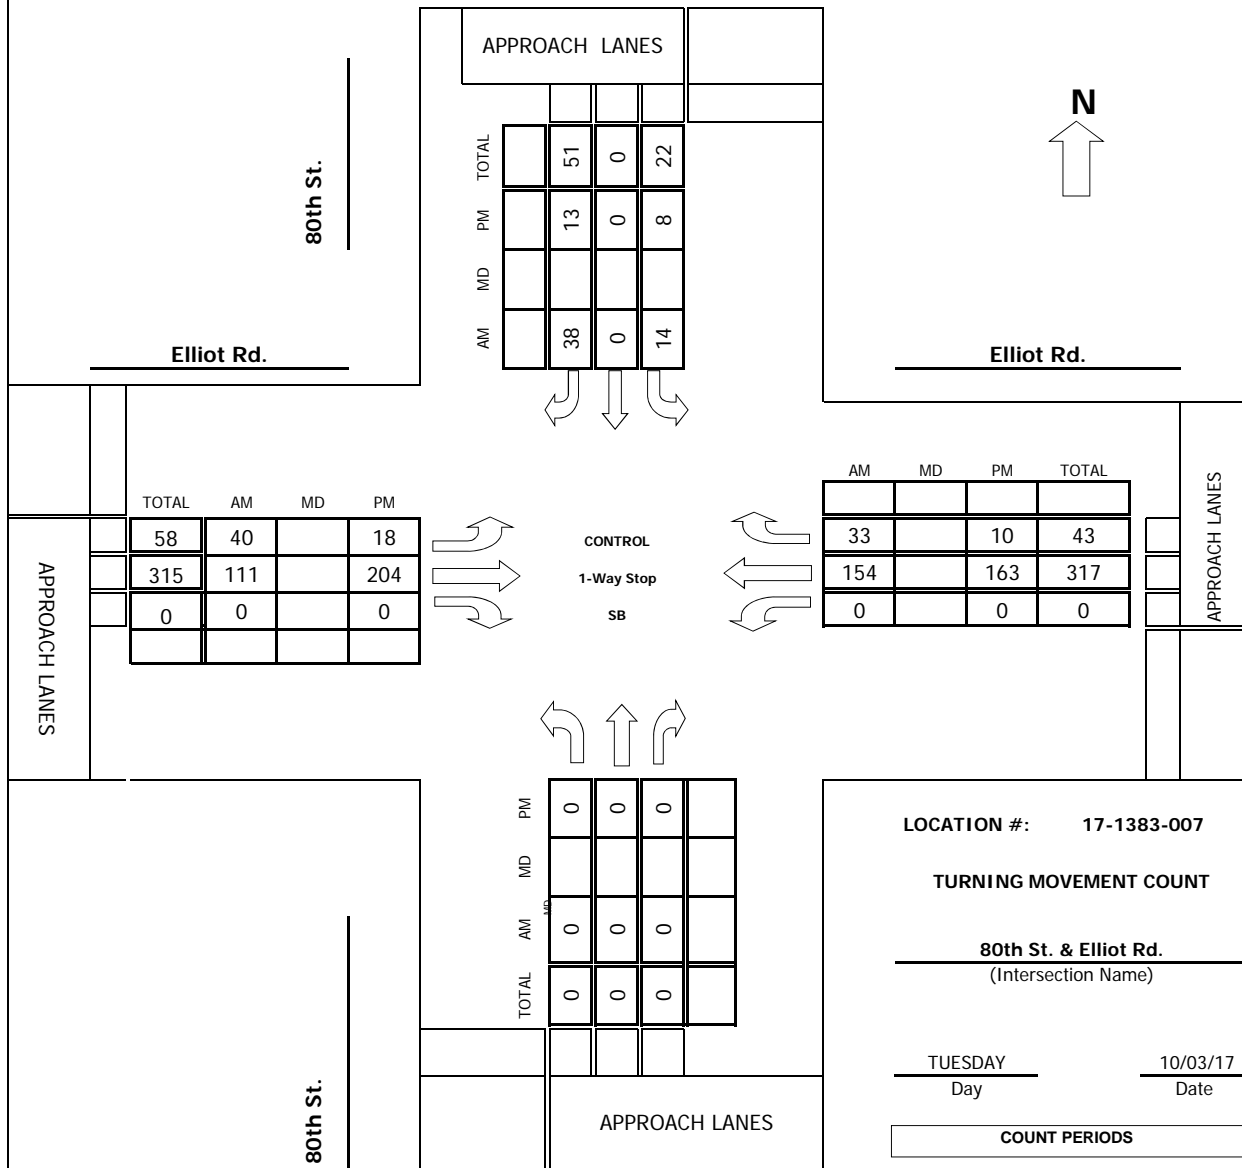 APPROACH LANES
N
80th St.
TOTAL 51 0 22
PM 13 0 8
MD
AM 38 0 14
Elliot Rd.
Elliot Rd.
TOTAL AM MD PM
58 40 18
315 111 204
0 0 0
APPROACH LANES
CONTROL
1-Way Stop
SB
AM MD PM TOTAL
33 10 43
154 163 317
0 0 0
APPROACH LANES
PM 0 0 0
MD
MD
AM 0 0 0
TOTAL 0 0 0
80th St.
APPROACH LANES
LOCATION #: 17-1383-007
TURNING MOVEMENT COUNT
80th St. & Elliot Rd.
(Intersection Name)
TUESDAY 10/03/17
Day Date
COUNT PERIODS